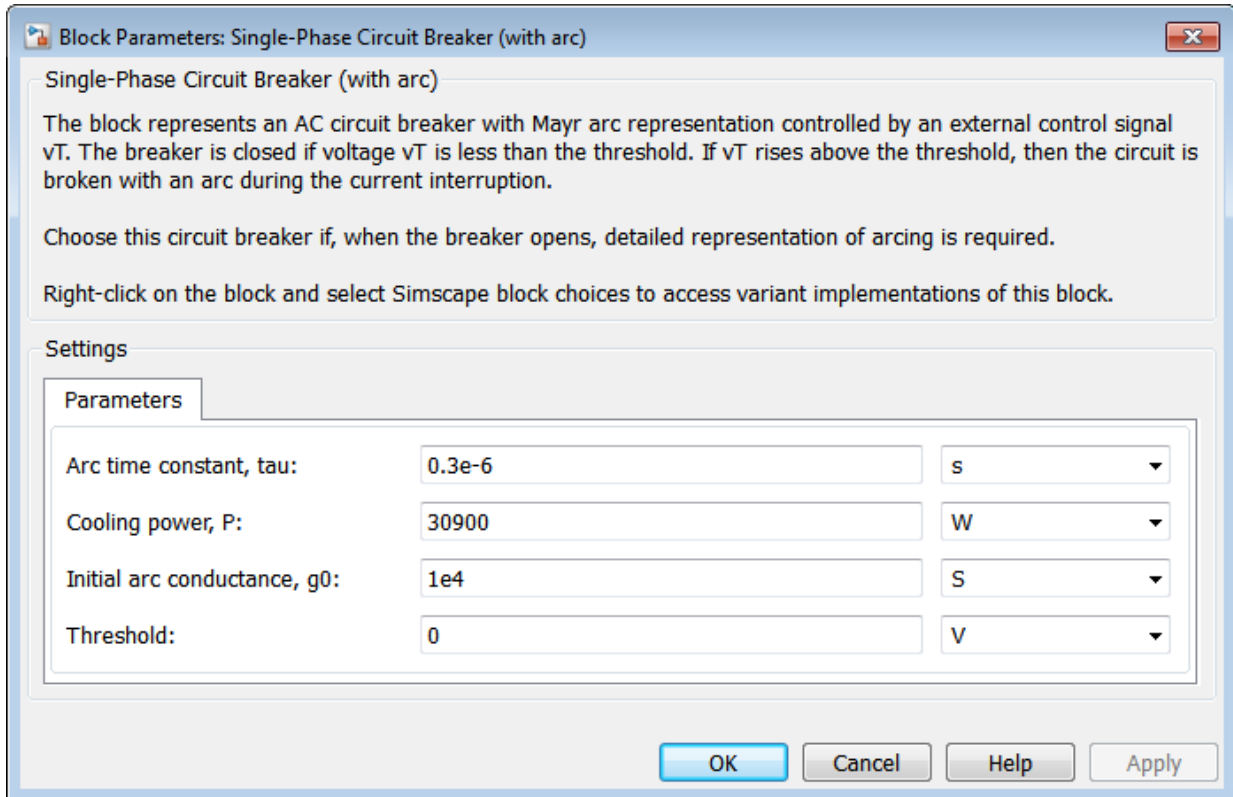 Block Parameters: Single-Phase Circuit Breaker (with arc)
Single-Phase Circuit Breaker (with arc)
The block represents an AC circuit breaker with Mayr arc representation controlled by an external control signal
vT. The breaker is closed if voltage vT is less than the threshold. If vT rises above the threshold, then the circuit is
broken with an arc during the current interruption.
Choose this circuit breaker if, when the breaker opens, detailed representation of arcing is required.
Right-click on the block and select Simscape block choices to access variant implementations of this block.
Settings
Parameters
Arc time constant, tau: 0.3e-6 s
Cooling power, P: 30900 W
Initial arc conductance, g0: 1e4 S
Threshold: 0 V
OK Cancel Help Apply